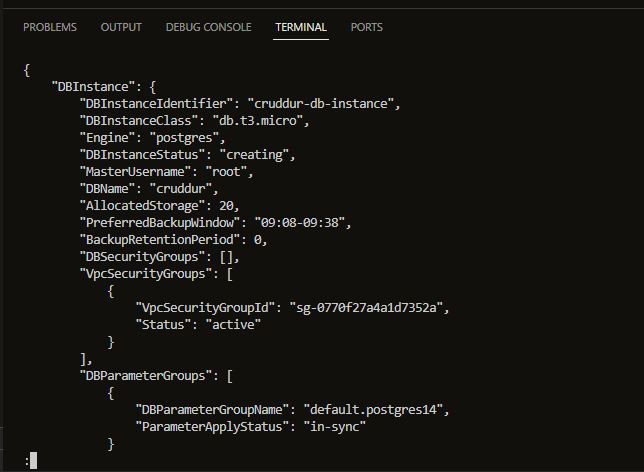 PROBLEMS OUTPUT DEBUG CONSOLE TERMINAL PORTS
{
    "DBInstance": {
        "DBInstanceIdentifier": "cruddur-db-instance",
        "DBInstanceClass": "db.t3.micro",
        "Engine": "postgres",
        "DBInstanceStatus": "creating",
        "MasterUsername": "root",
        "DBName": "cruddur",
        "AllocatedStorage": 20,
        "PreferredBackupWindow": "09:08-09:38",
        "BackupRetentionPeriod": 0,
        "DBSecurityGroups": [],
        "VpcSecurityGroups": [
            {
                "VpcSecurityGroupId": "sg-0770f27a4a1d7352a",
                "Status": "active"
            }
        ],
        "DBParameterGroups": [
            {
                "DBParameterGroupName": "default.postgres14",
                "ParameterApplyStatus": "in-sync"
            }
: